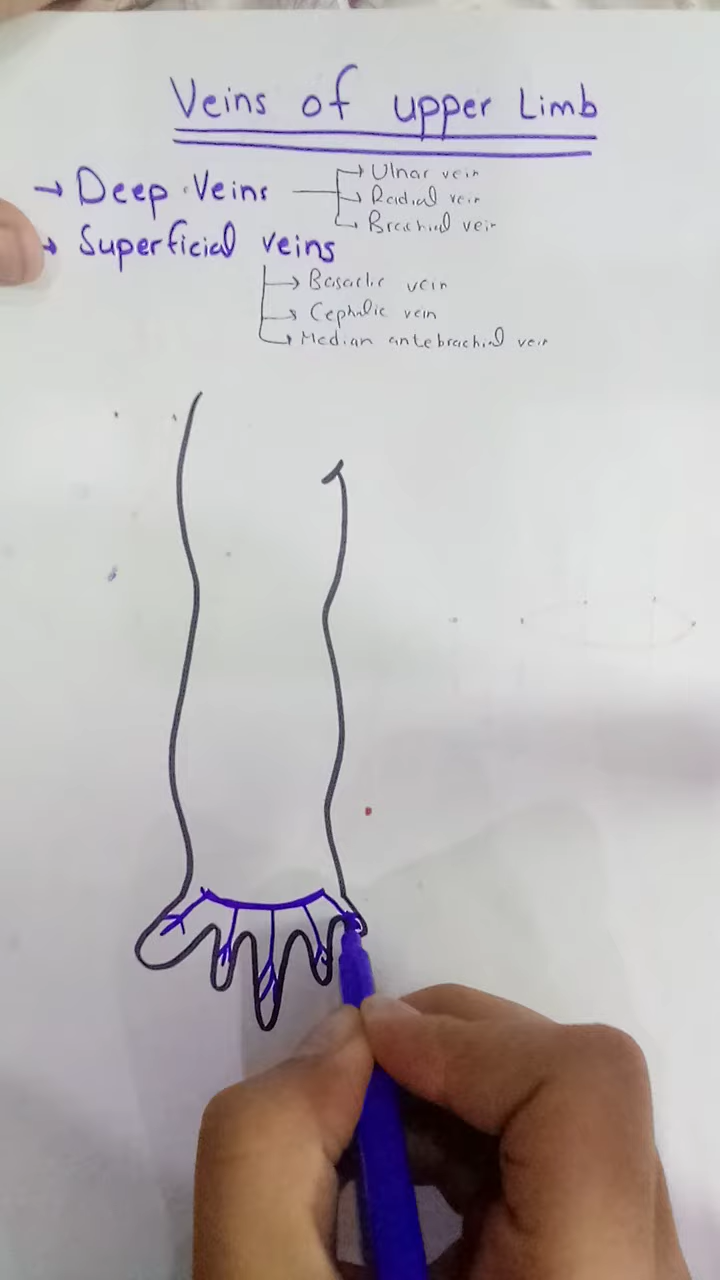 Veins of upper Limb
→ Deep Veins
→ Ulnar vein
→ Radial vein
→ Brachial vein
→ Superficial veins
→ Basaclic vein
→ Cephalic vein
→ Median antebrachial vein